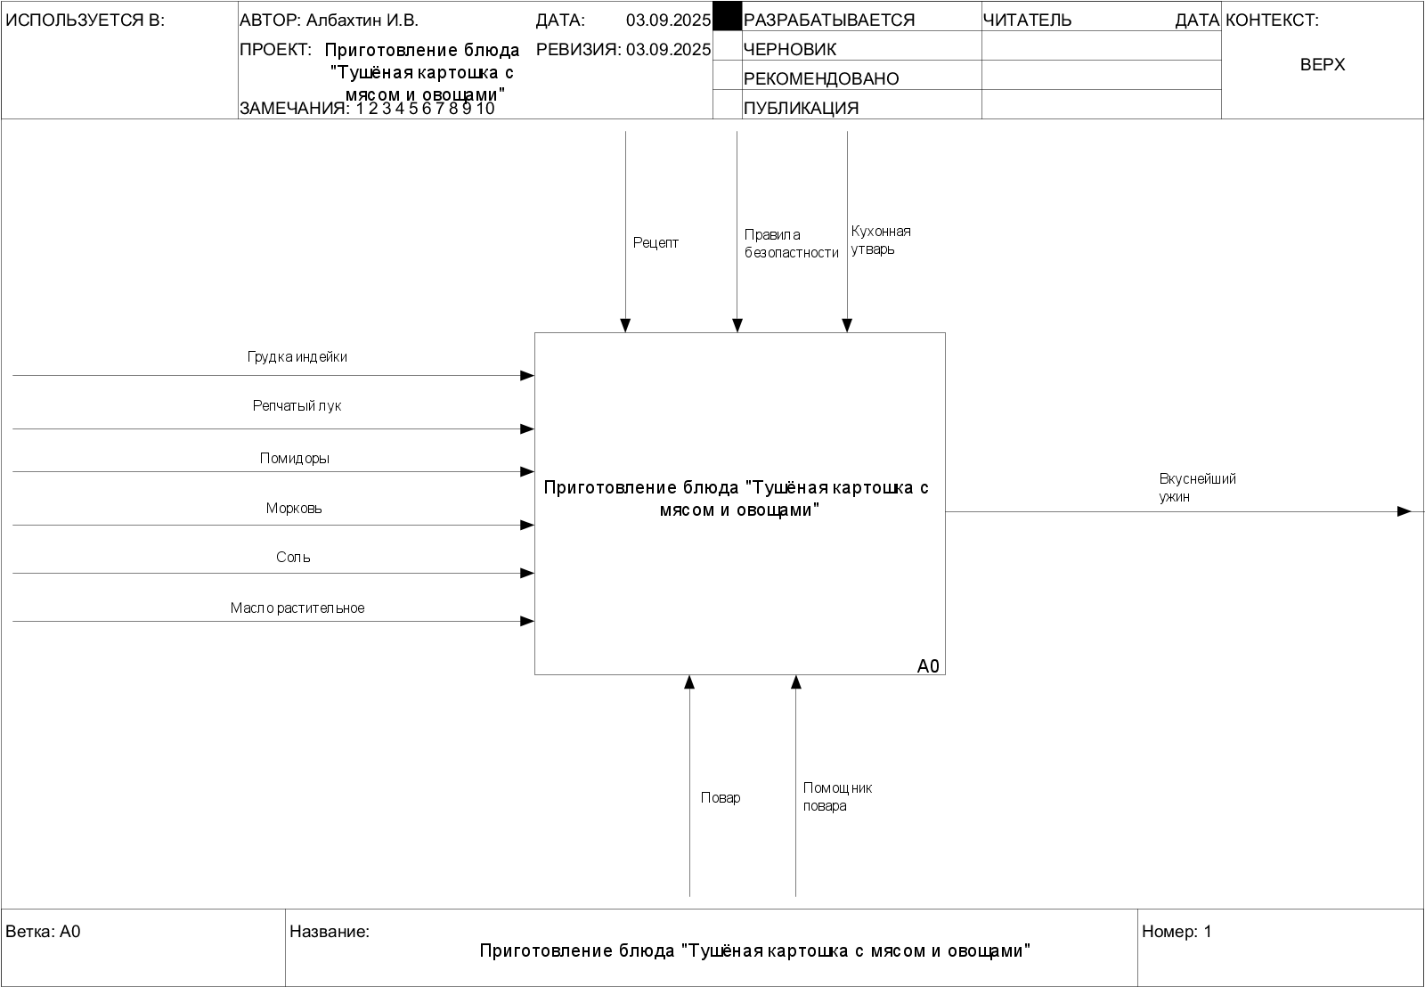 ИСПОЛЬЗУЕТСЯ В:
АВТОР: Албахтин И.В.
ДАТА: 03.09.2025
РАЗРАБАТЫВАЕТСЯ
ЧИТАТЕЛЬ
ДАТА
КОНТЕКСТ:
ПРОЕКТ: Приготовление блюда
"Тушёная картошка с
мясом и овощами"
РЕВИЗИЯ: 03.09.2025
ЧЕРНОВИК
ВЕРХ
РЕКОМЕНДОВАНО
ЗАМЕЧАНИЯ: 1 2 3 4 5 6 7 8 9 10
ПУБЛИКАЦИЯ
Рецепт
Правила
безопастности
Кухонная
утварь
Грудка индейки
Репчатый лук
Помидоры
Морковь
Соль
Масло растительное
Приготовление блюда "Тушёная картошка с
мясом и овощами"
A0
Вкуснейший
ужин
Повар
Помощник
повара
Ветка: A0
Название:
Приготовление блюда "Тушёная картошка с мясом и овощами"
Номер: 1